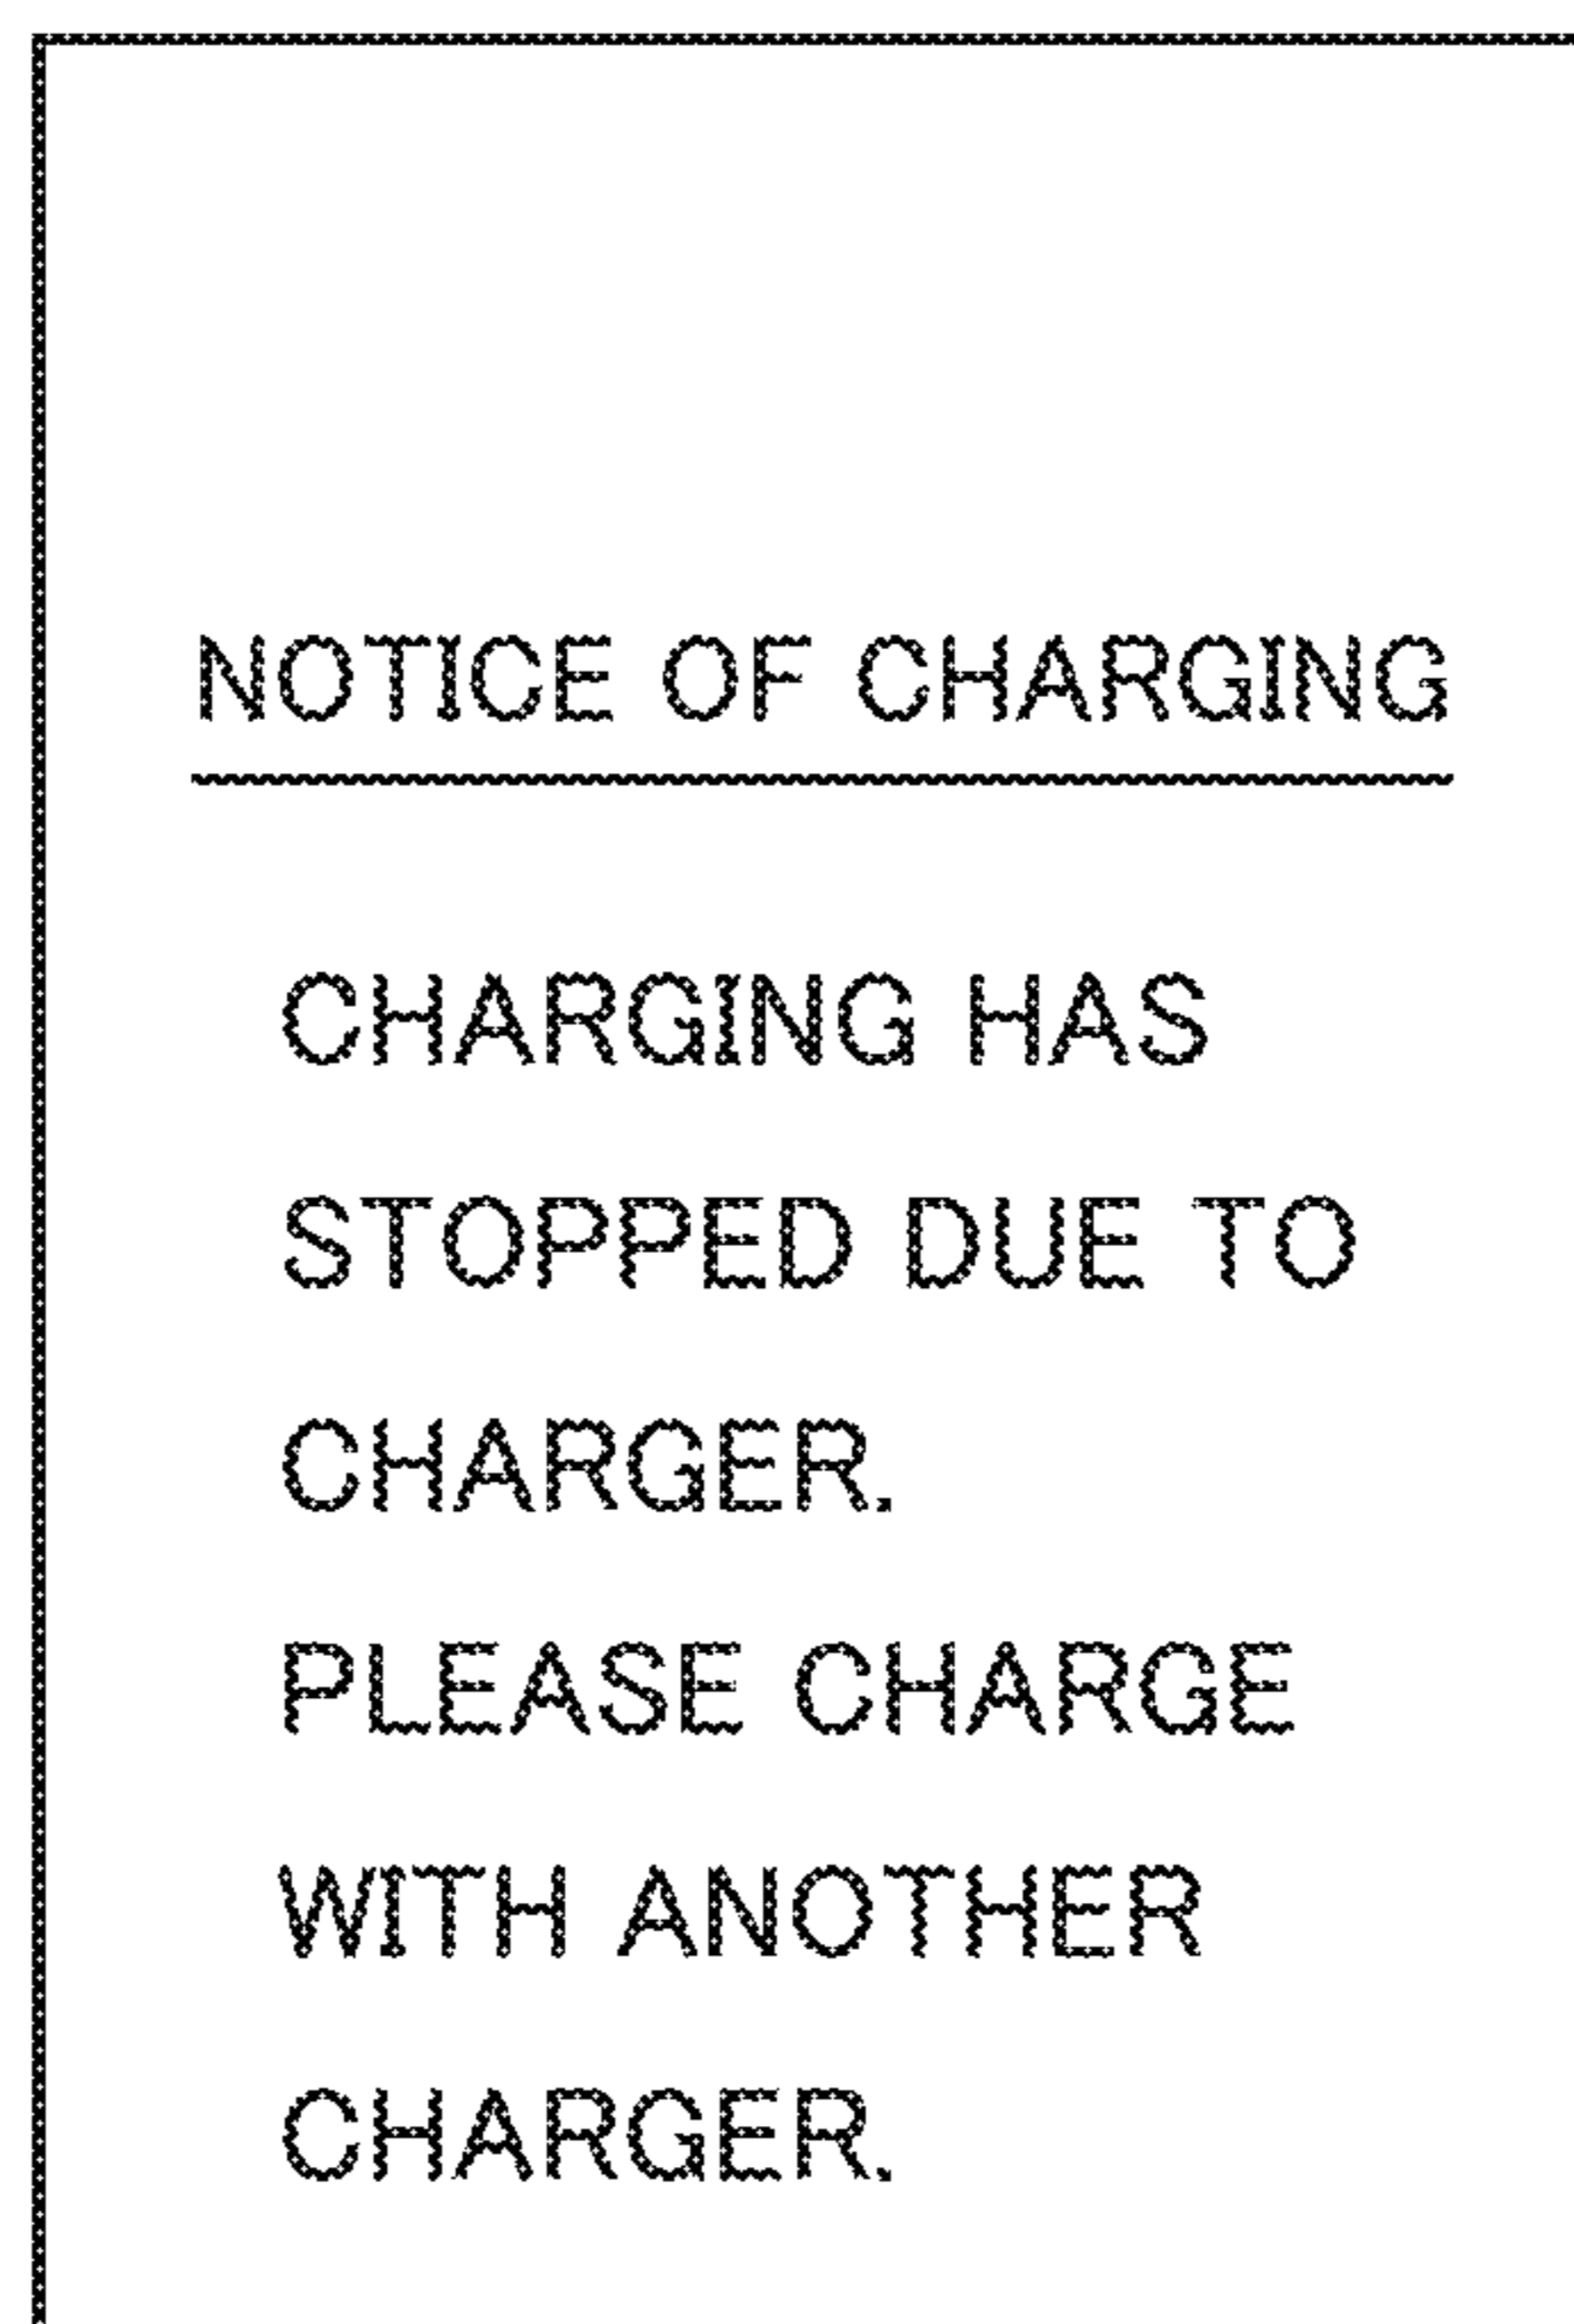 NOTICE OF CHARGING
CHARGING HAS
STOPPED DUE TO
CHARGER.
PLEASE CHARGE
WITH ANOTHER
CHARGER.